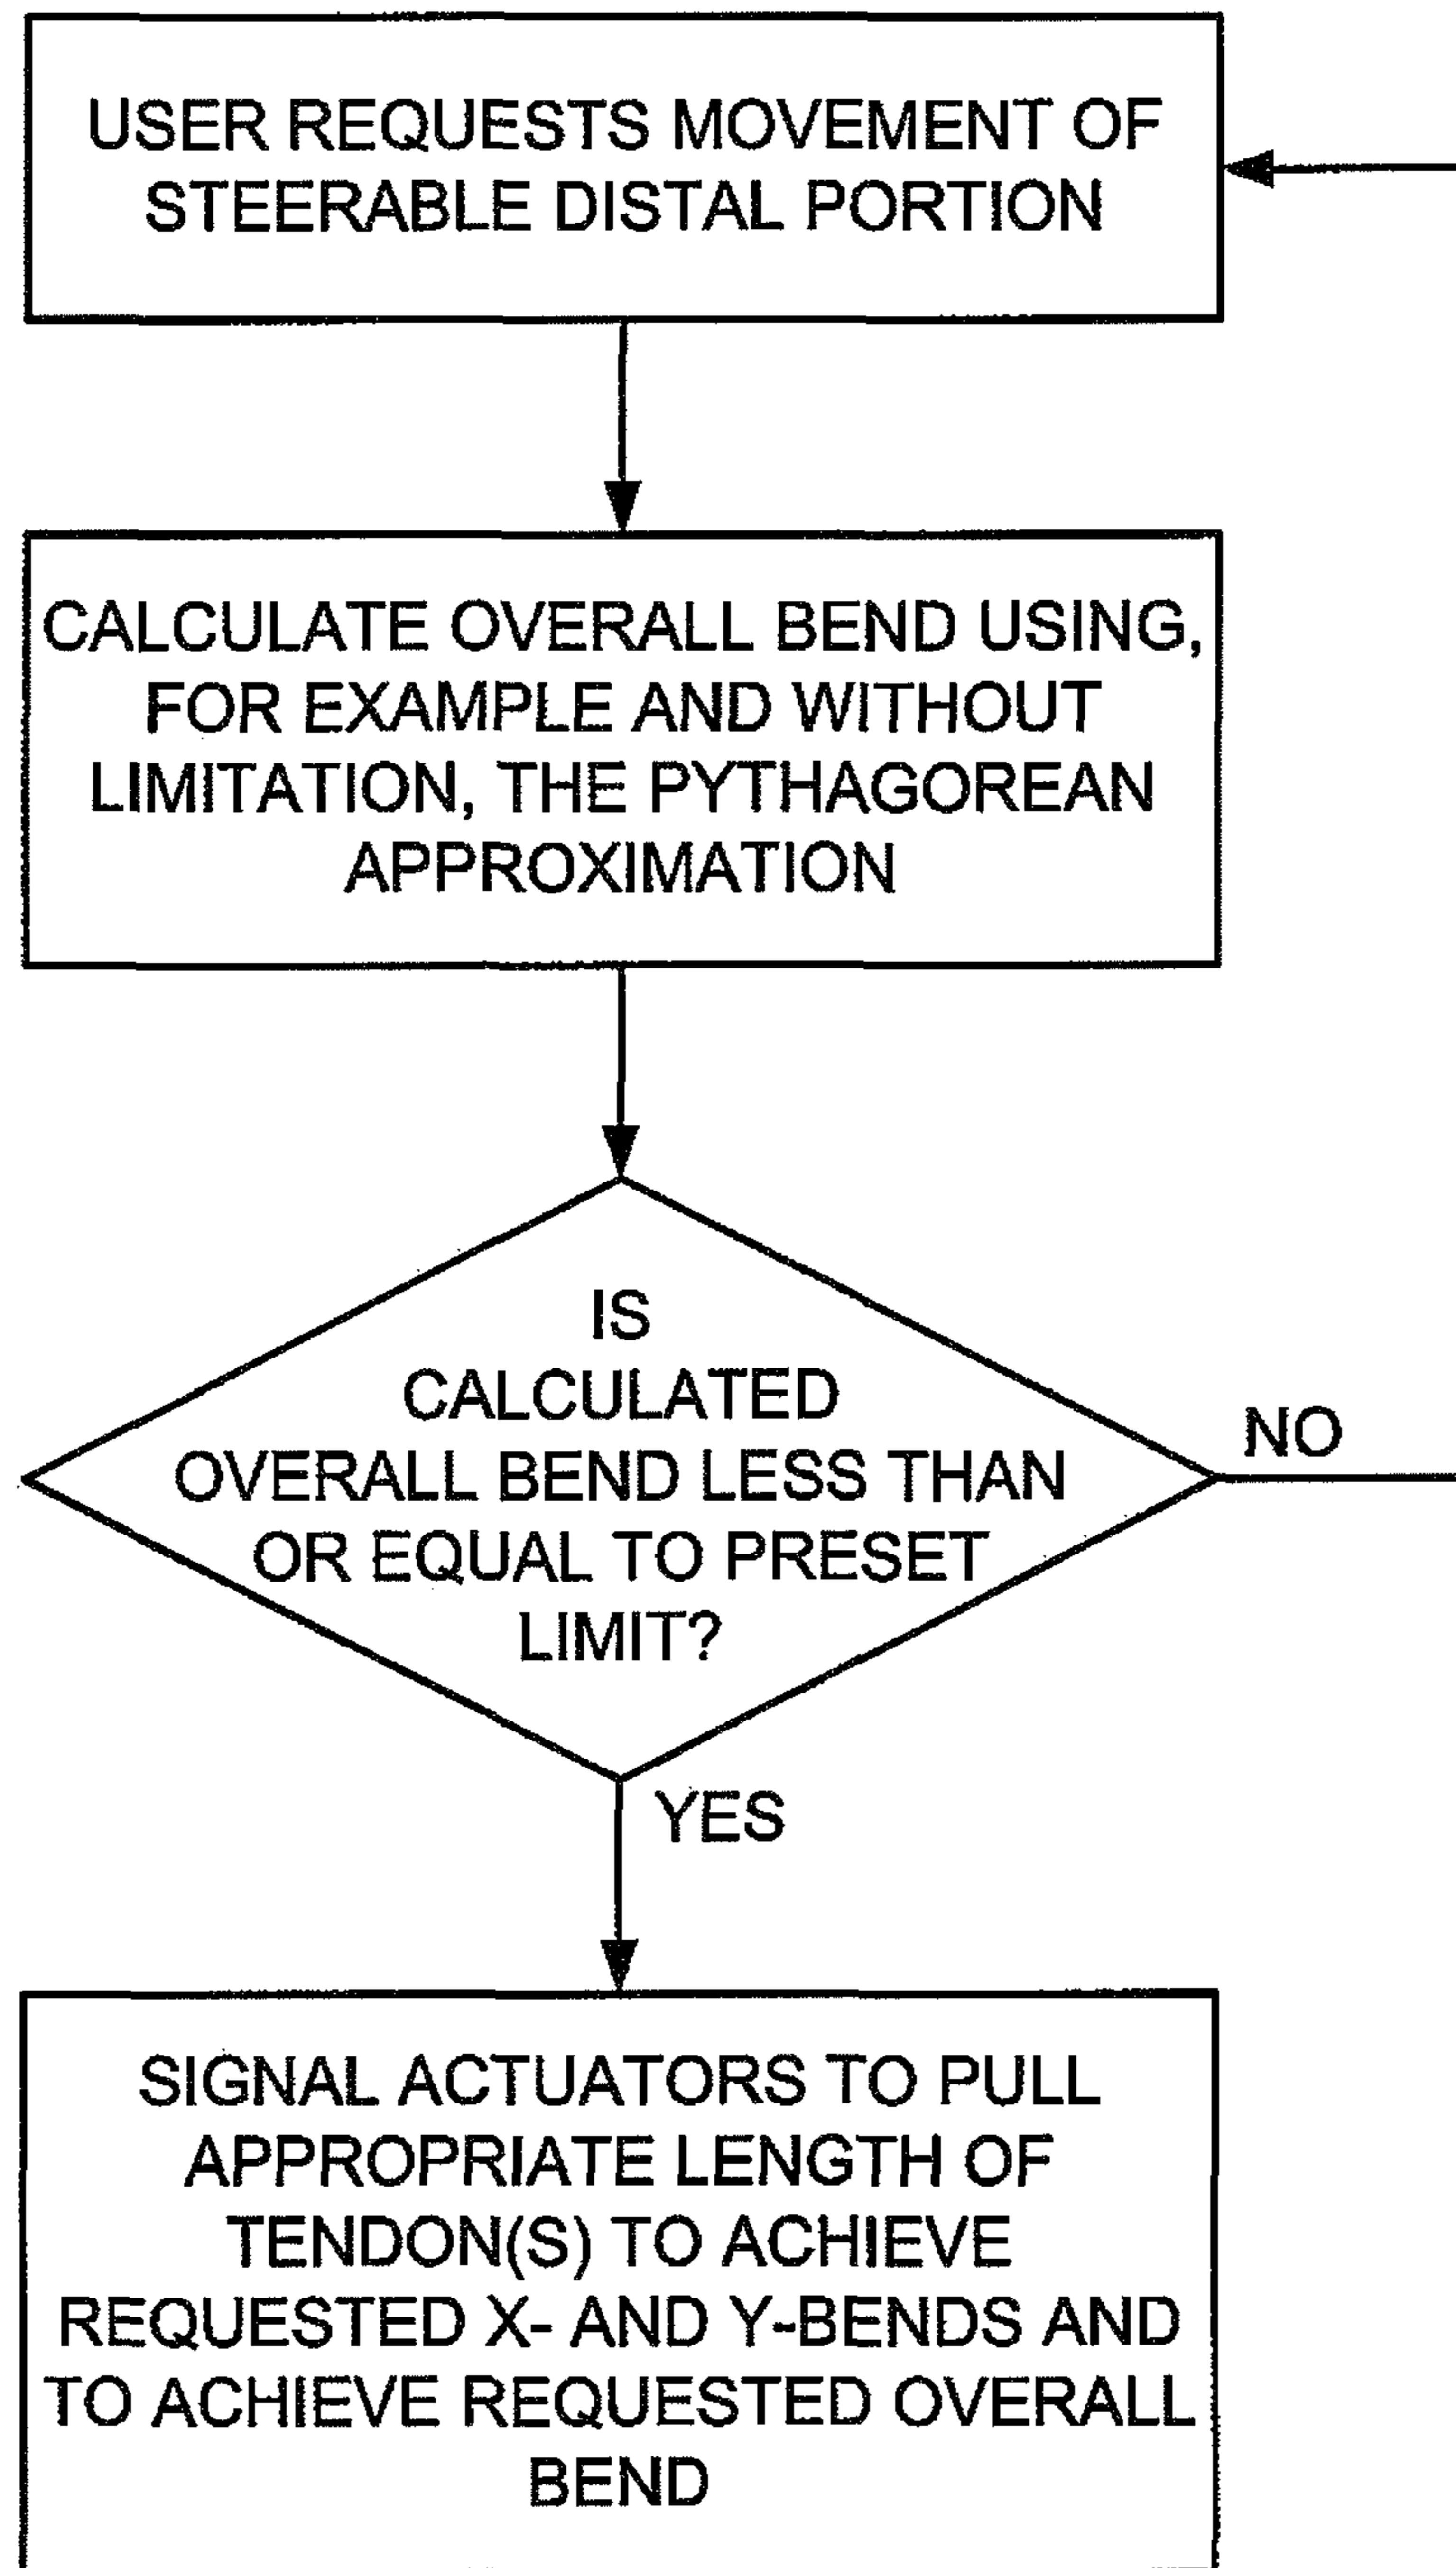 USER REQUESTS MOVEMENT OF
STEERABLE DISTAL PORTION
CALCULATE OVERALL BEND USING,
FOR EXAMPLE AND WITHOUT
LIMITATION, THE PYTHAGOREAN
APPROXIMATION
IS
CALCULATED
OVERALL BEND LESS THAN
OR EQUAL TO PRESET
LIMIT?
NO
YES
SIGNAL ACTUATORS TO PULL
APPROPRIATE LENGTH OF
TENDON(S) TO ACHIEVE
REQUESTED X- AND Y-BENDS AND
TO ACHIEVE REQUESTED OVERALL
BEND